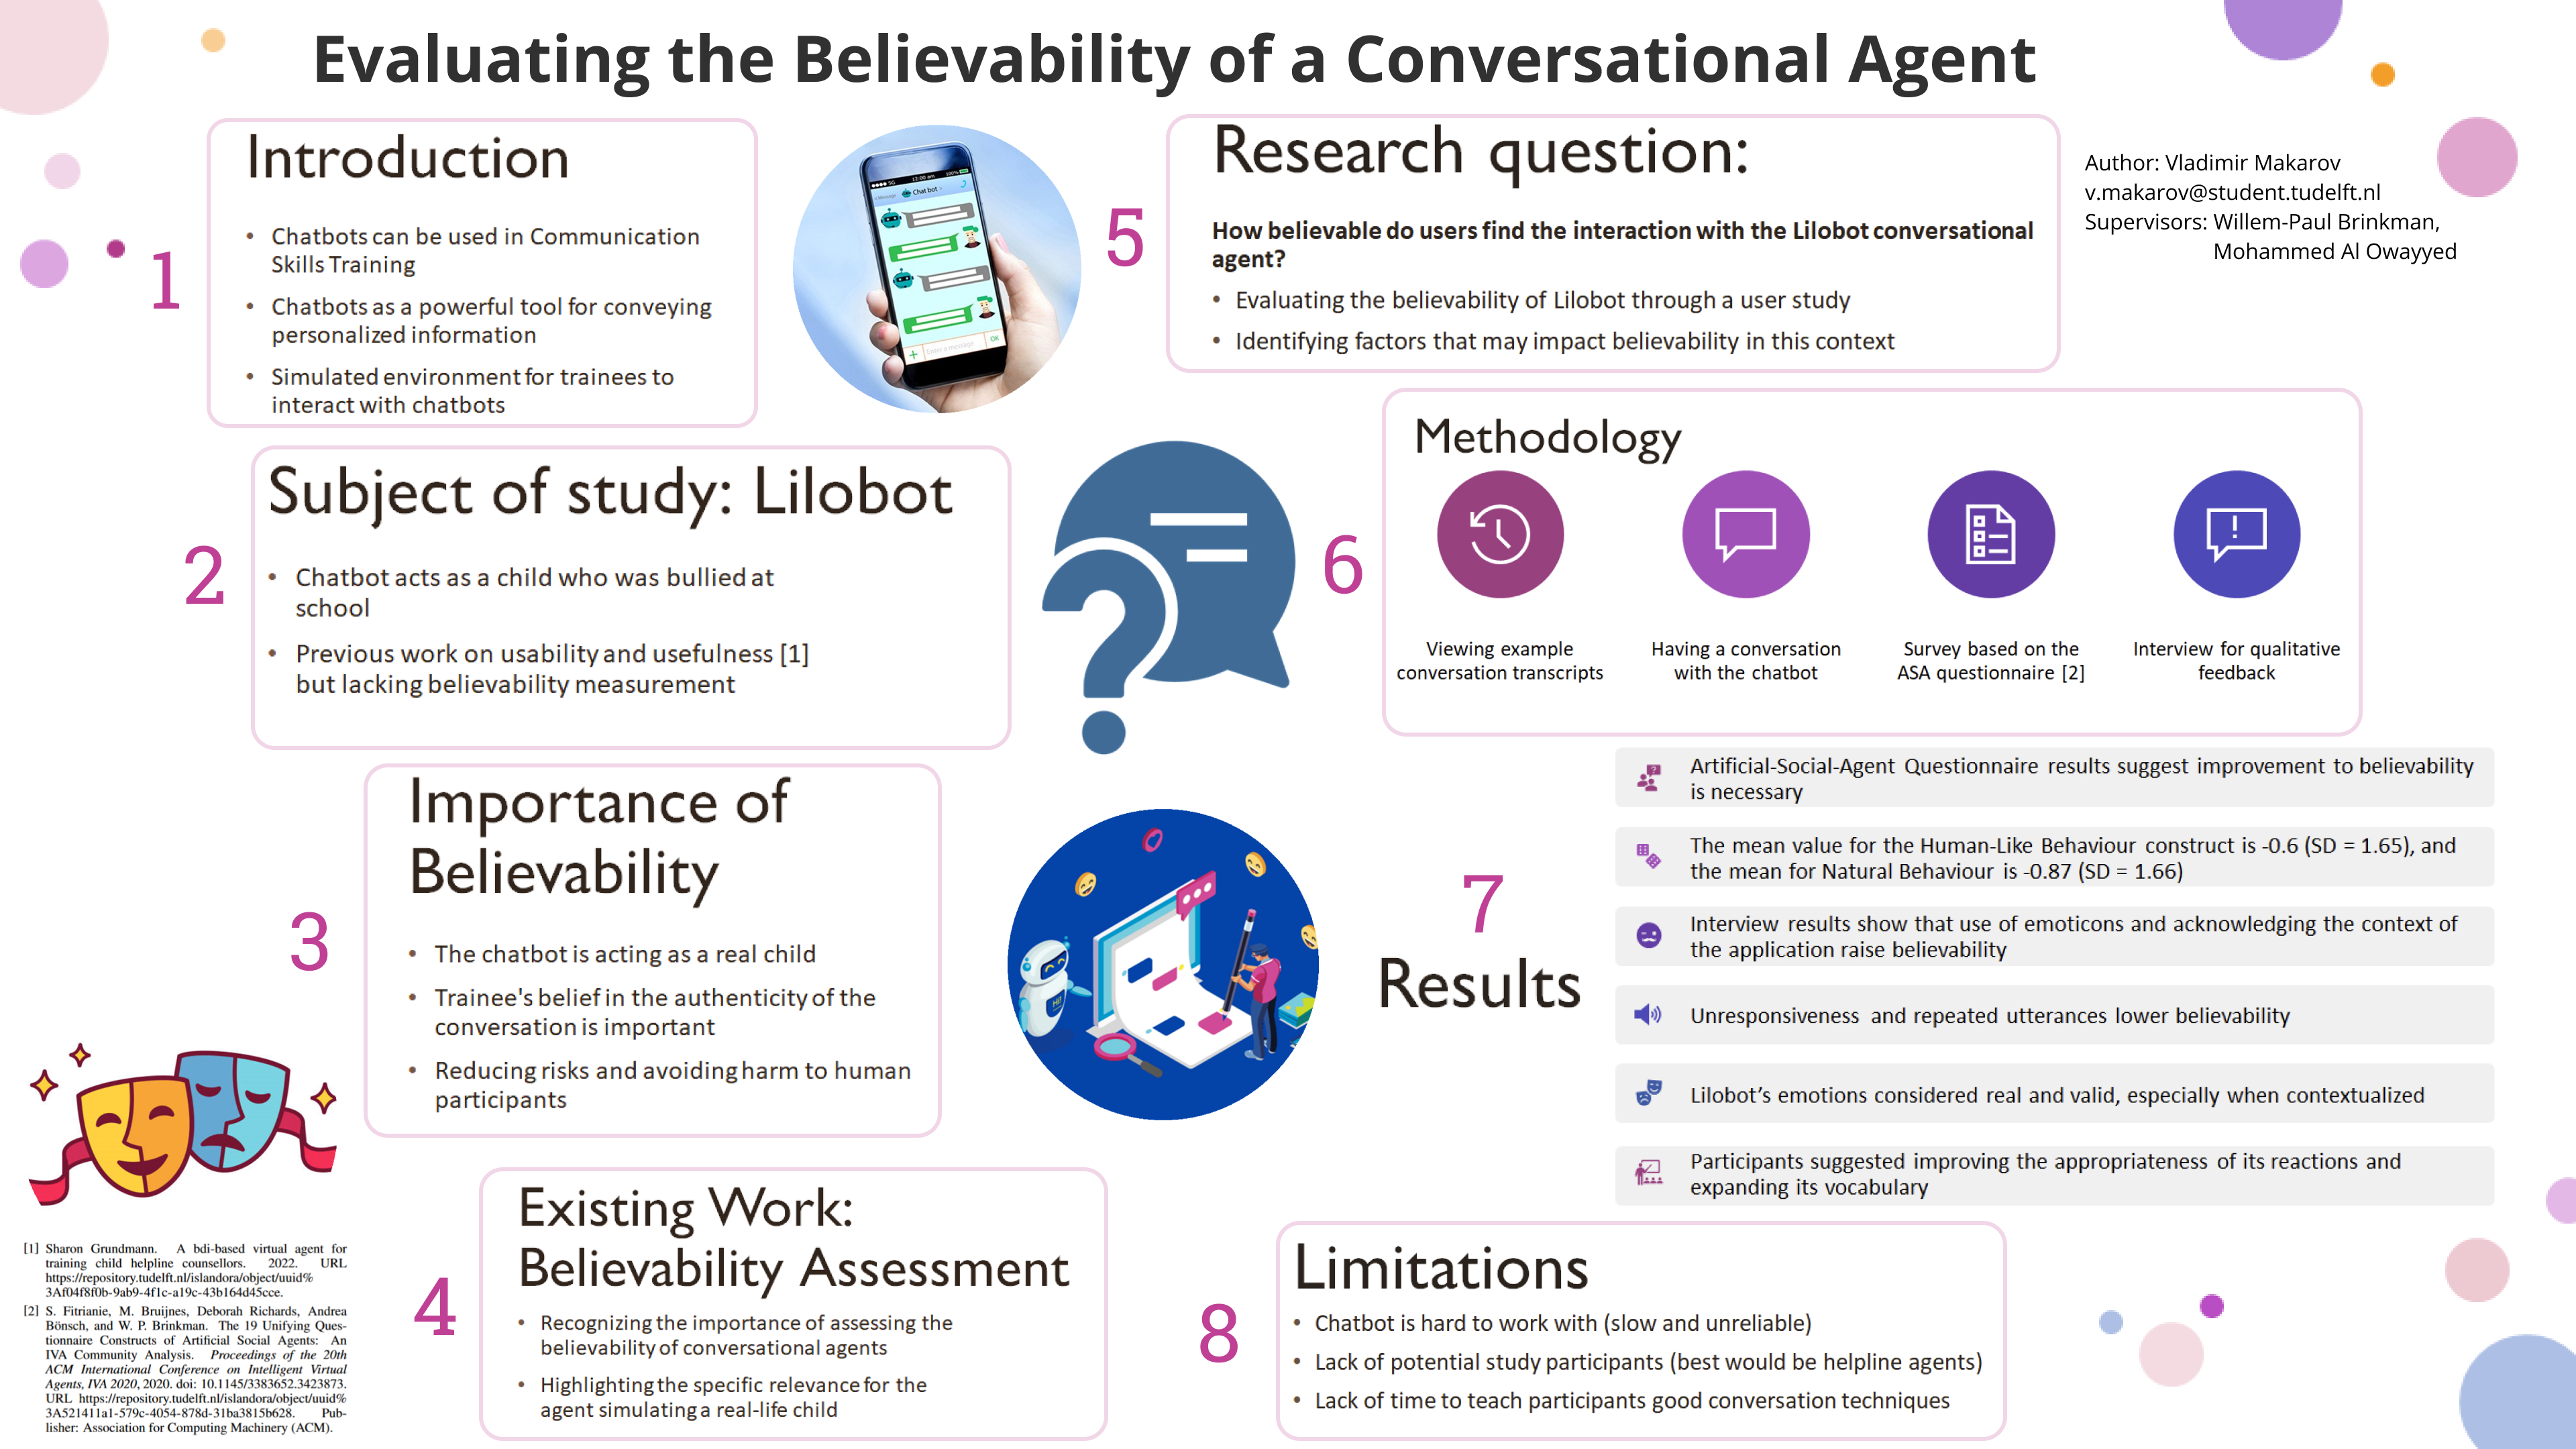 Evaluating the Believability of a Conversational Agent
Author: Vladimir Makarov
v.makarov@student.tudelft.nl
Supervisors: Willem-Paul Brinkman,
Mohammed Al Owayyed
1
Introduction
• Chatbots can be used in Communication
Skills Training
• Chatbots as a powerful tool for conveying
personalized information
• Simulated environment for trainees to
interact with chatbots
12:00 am
100%
Chat bot
Enter a message
OK
2
Subject of study: Lilobot
• Chatbot acts as a child who was bullied at
school
• Previous work on usability and usefulness [1]
but lacking believability measurement
3
Importance of
Believability
• The chatbot is acting as a real child
• Trainee's belief in the authenticity of the
conversation is important
• Reducing risks and avoiding harm to human
participants
Hi!
4
Existing Work:
Believability Assessment
• Recognizing the importance of assessing the
believability of conversational agents
• Highlighting the specific relevance for the
agent simulating a real-life child
5
Research question:
How believable do users find the interaction with the Lilobot conversational
agent?
• Evaluating the believability of Lilobot through a user study
• Identifying factors that may impact believability in this context
6
Methodology
Viewing example
conversation transcripts
Having a conversation
with the chatbot
Survey based on the
ASA questionnaire [2]
Interview for qualitative
feedback
7
Results
Artificial-Social-Agent Questionnaire results suggest improvement to believability
is necessary
The mean value for the Human-Like Behaviour construct is -0.6 (SD = 1.65), and
the mean for Natural Behaviour is -0.87 (SD = 1.66)
Interview results show that use of emoticons and acknowledging the context of
the application raise believability
Unresponsiveness and repeated utterances lower believability
Lilobot's emotions considered real and valid, especially when contextualized
Participants suggested improving the appropriateness of its reactions and
expanding its vocabulary
8
Limitations
• Chatbot is hard to work with (slow and unreliable)
• Lack of potential study participants (best would be helpline agents)
• Lack of time to teach participants good conversation techniques
[1] Sharon Grundmann. A bdi-based virtual agent for
training child helpline counsellors. 2022. URL
https://repository.tudelft.nl/islandora/object/uuid%
3Af04f8f0b-9ab9-4f1c-a19c-43b164d45cce.
[2] S. Fitrianie, M. Bruijnes, Deborah Richards, Andrea
Bönsch, and W. P. Brinkman. The 19 Unifying Ques-
tionnaire Constructs of Artificial Social Agents: An
IVA Community Analysis. Proceedings of the 20th
ACM International Conference on Intelligent Virtual
Agents, IVA 2020, 2020. doi: 10.1145/3383652.3423873.
URL https://repository.tudelft.nl/islandora/object/uuid%
3A521411a1-579c-4054-878d-31ba3815b628. Pub-
lisher: Association for Computing Machinery (ACM).